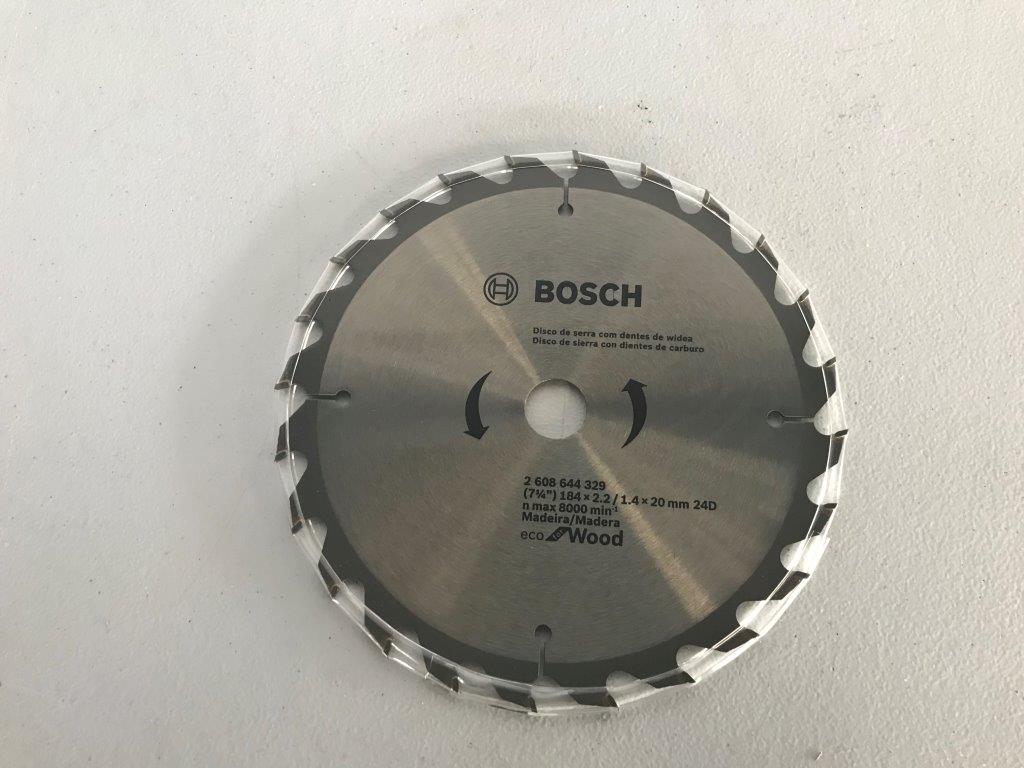 BOSCH
Disco de serra com dentes de widea
Disco de sierra con dientes de carburo
2 608 644 329
(7¼") 184 × 2.2 / 1.4 × 20 mm 24D
n max 8000 min⁻¹
Madeira/Madera
eco for Wood